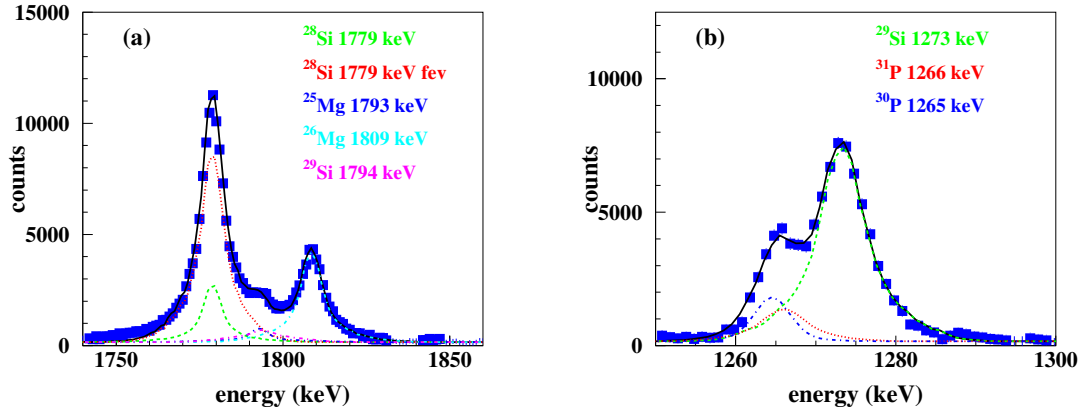 15000
(a)
²⁸Si 1779 keV
²⁸Si 1779 keV fev
²⁵Mg 1793 keV
²⁶Mg 1809 keV
²⁹Si 1794 keV
10000
counts
5000
0
1750
1800
1850
energy (keV)
(b)
²⁹Si 1273 keV
³¹P 1266 keV
³⁰P 1265 keV
10000
counts
5000
0
1260
1280
1300
energy (keV)